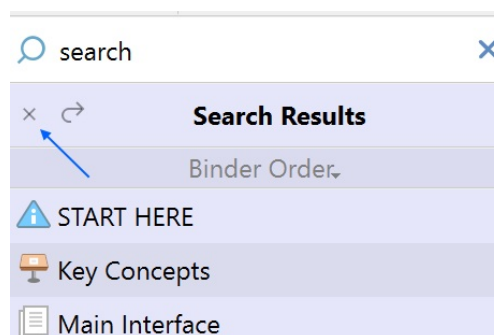 search
Search Results
Binder Order
START HERE
Key Concepts
Main Interface